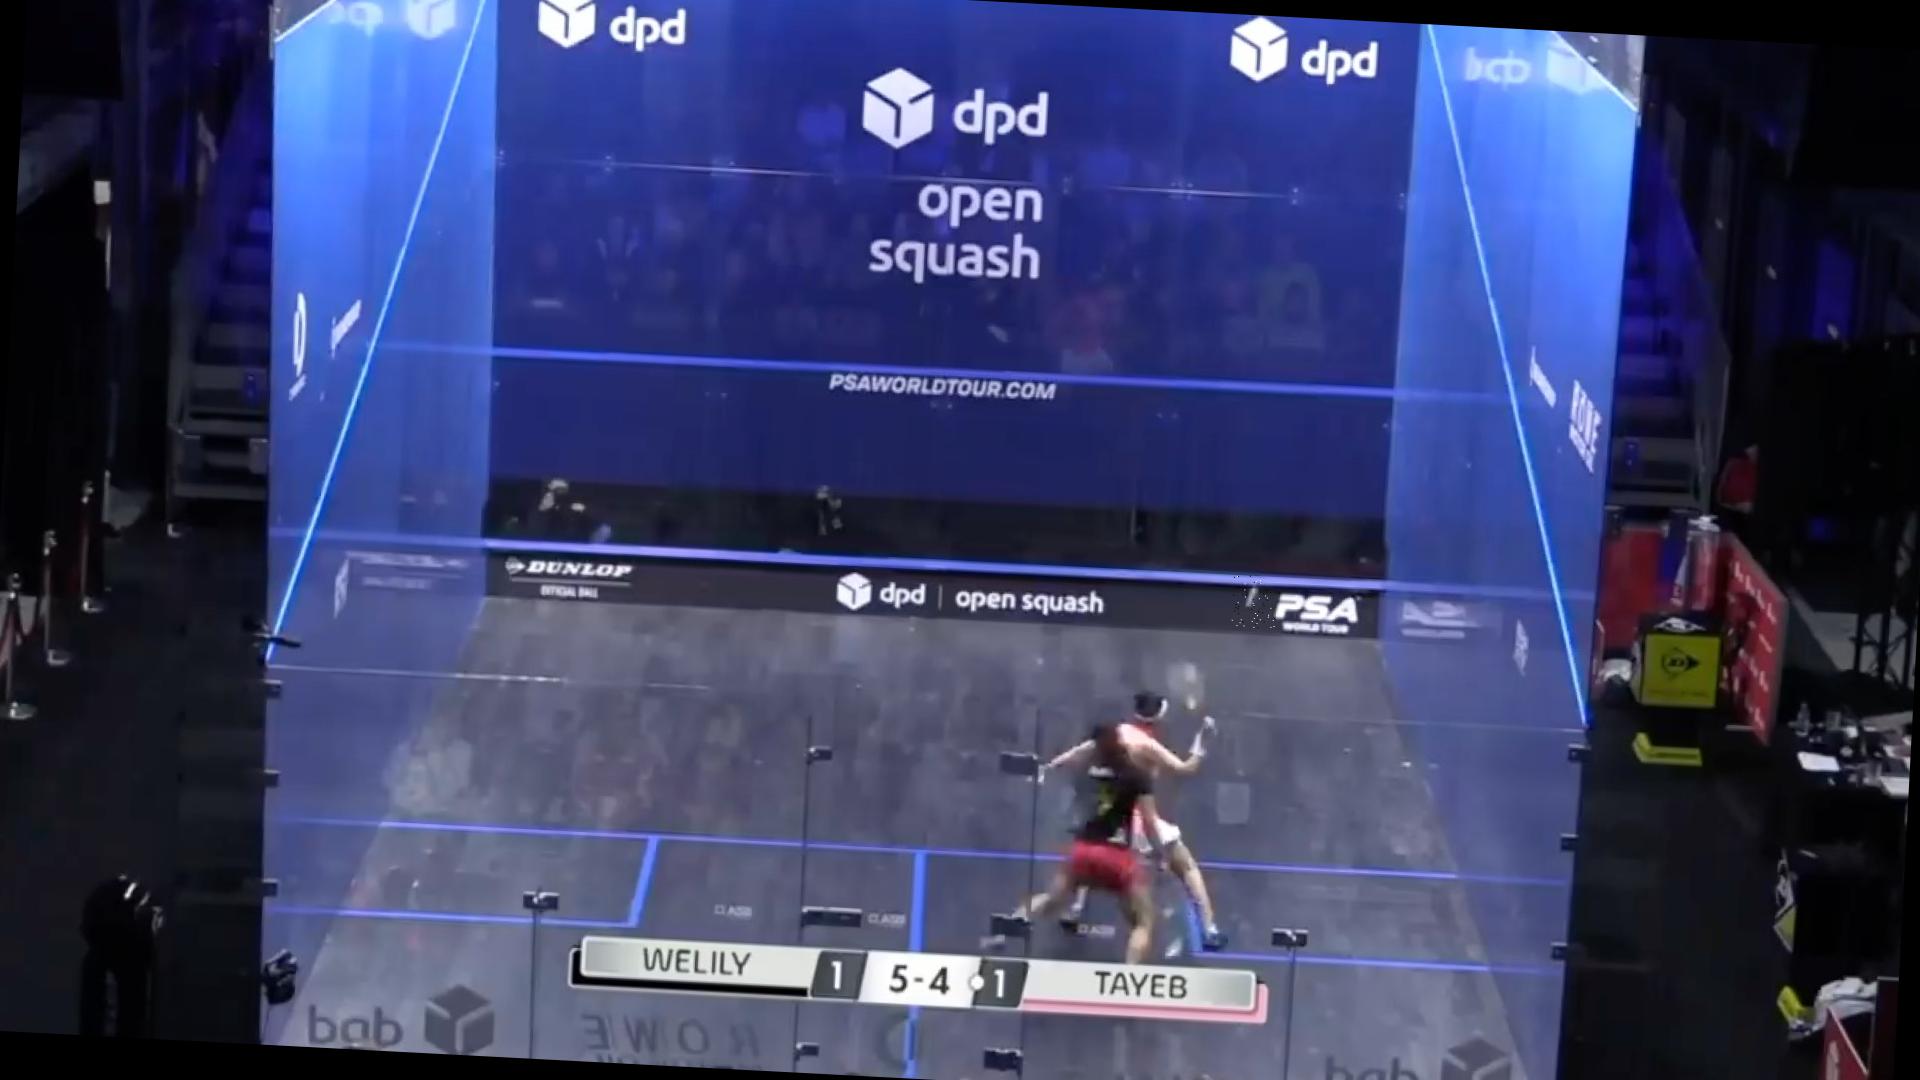 dpd
dpd
dpd
open
squash
PSAWORLDTOUR.COM
DUNLOP
OFFICIAL BALL
dpd | open squash
PSA
WORLD TOUR
ROWE
WELILY 1 5-4 1 TAYEB